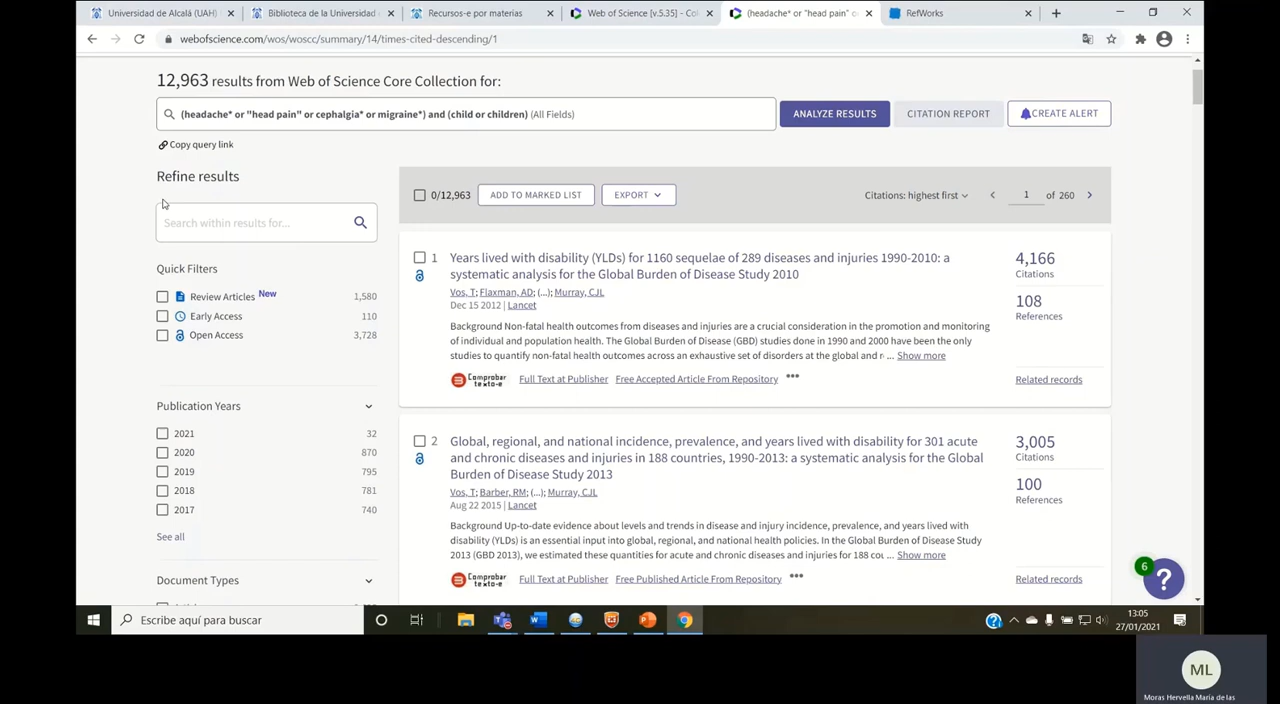 Universidad de Alcalá (UAH)
Biblioteca de la Universidad
Recursos-e por materias
Web of Science [v.5.35] - Co
(headache* or "head pain" o
RefWorks
webofscience.com/wos/woscc/summary/14/times-cited-descending/1
12,963 results from Web of Science Core Collection for:
(headache* or "head pain" or cephalgia* or migraine*) and (child or children) (All Fields)
ANALYZE RESULTS
CITATION REPORT
CREATE ALERT
Copy query link
Refine results
Search within results for...
Quick Filters
Review Articles New 1,580
Early Access 110
Open Access 3,728
Publication Years
2021 32
2020 870
2019 795
2018 781
2017 740
See all
Document Types
0/12,963
ADD TO MARKED LIST
EXPORT
Citations: highest first
1 of 260
1
Years lived with disability (YLDs) for 1160 sequelae of 289 diseases and injuries 1990-2010: a
systematic analysis for the Global Burden of Disease Study 2010
Vos, T; Flaxman, AD; (...); Murray, CJL
Dec 15 2012 | Lancet
Background Non-fatal health outcomes from diseases and injuries are a crucial consideration in the promotion and monitoring
of individual and population health. The Global Burden of Disease (GBD) studies done in 1990 and 2000 have been the only
studies to quantify non-fatal health outcomes across an exhaustive set of disorders at the global and r ... Show more
Comprobar
texto-e
Full Text at Publisher
Free Accepted Article From Repository
•••
4,166
Citations
108
References
Related records
2
Global, regional, and national incidence, prevalence, and years lived with disability for 301 acute
and chronic diseases and injuries in 188 countries, 1990-2013: a systematic analysis for the Global
Burden of Disease Study 2013
Vos, T; Barber, RM; (...); Murray, CJL
Aug 22 2015 | Lancet
Background Up-to-date evidence about levels and trends in disease and injury incidence, prevalence, and years lived with
disability (YLDs) is an essential input into global, regional, and national health policies. In the Global Burden of Disease Study
2013 (GBD 2013), we estimated these quantities for acute and chronic diseases and injuries for 188 cou ... Show more
Comprobar
texto-e
Full Text at Publisher
Free Published Article From Repository
•••
3,005
Citations
100
References
Related records
6
?
Escribe aquí para buscar
13:05
27/01/2021
ML
Moras Hervella Maria de las